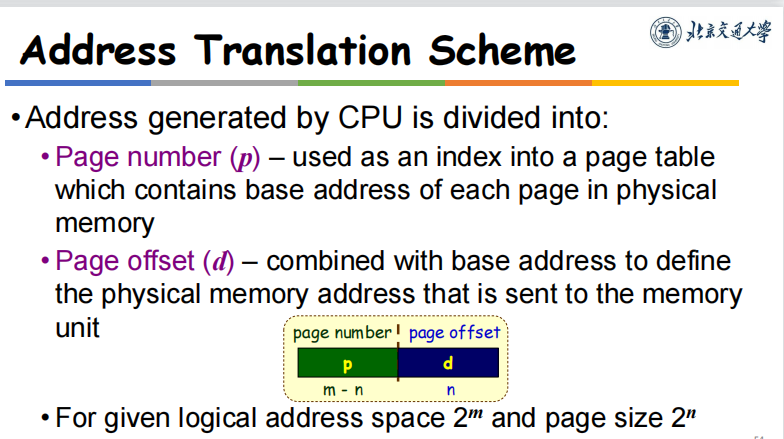 北京交通大学
Address Translation Scheme
•Address generated by CPU is divided into:
•Page number (p) – used as an index into a page table
which contains base address of each page in physical
memory
•Page offset (d) – combined with base address to define
the physical memory address that is sent to the memory
unit
page number page offset
p d
m - n n
•For given logical address space 2ᵐ and page size 2ⁿ